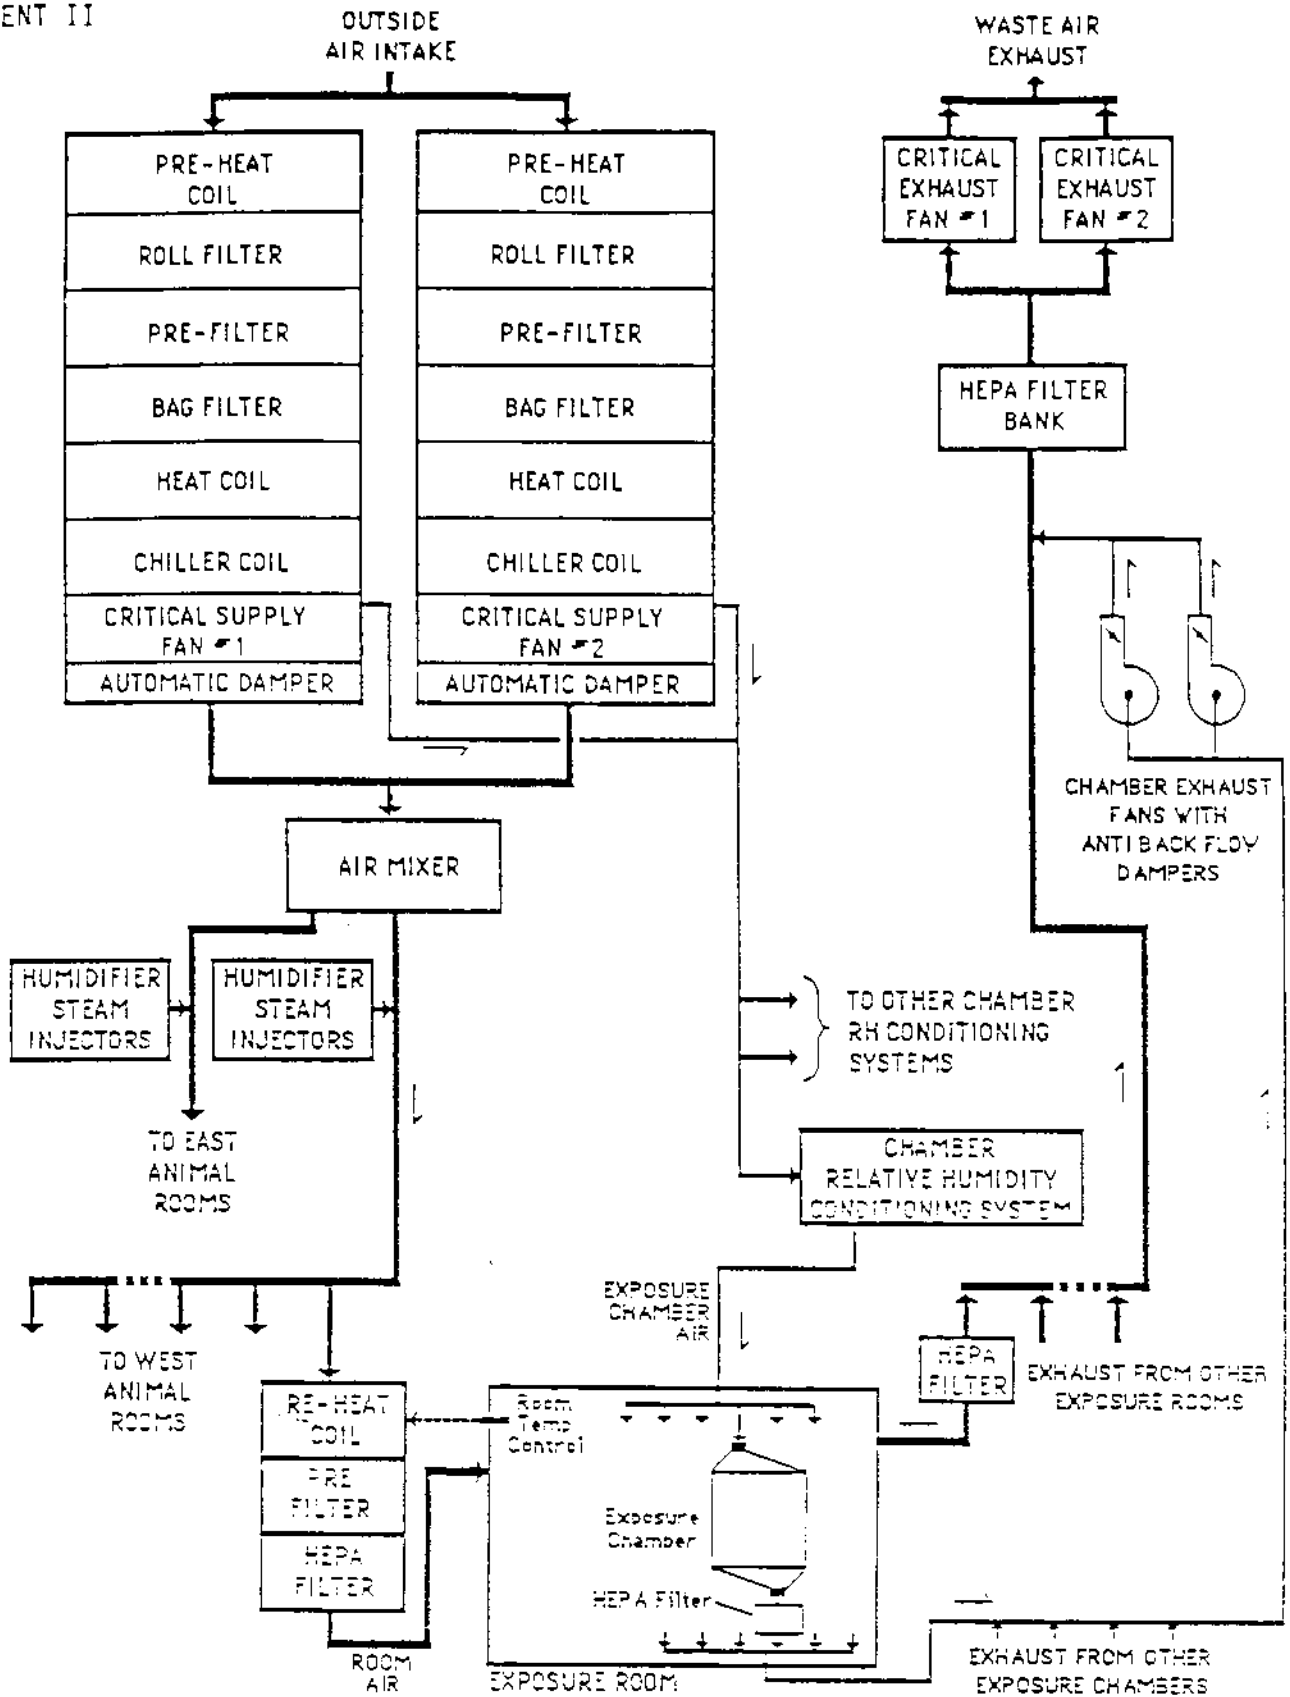 ENT II
OUTSIDE
AIR INTAKE
WASTE AIR
EXHAUST
PRE-HEAT
COIL
ROLL FILTER
PRE-FILTER
BAG FILTER
HEAT COIL
CHILLER COIL
CRITICAL SUPPLY
FAN #1
AUTOMATIC DAMPER
PRE-HEAT
COIL
ROLL FILTER
PRE-FILTER
BAG FILTER
HEAT COIL
CHILLER COIL
CRITICAL SUPPLY
FAN #2
AUTOMATIC DAMPER
CRITICAL
EXHAUST
FAN #1
CRITICAL
EXHAUST
FAN #2
HEPA FILTER
BANK
CHAMBER EXHAUST
FANS WITH
ANTI BACK FLOW
DAMPERS
AIR MIXER
HUMIDIFIER
STEAM
INJECTORS
HUMIDIFIER
STEAM
INJECTORS
TO OTHER CHAMBER
RH CONDITIONING
SYSTEMS
TO EAST
ANIMAL
ROOMS
CHAMBER
RELATIVE HUMIDITY
CONDITIONING SYSTEM
EXPOSURE
CHAMBER
AIR
TO WEST
ANIMAL
ROOMS
HEPA
FILTER
EXHAUST FROM OTHER
EXPOSURE ROOMS
RE-HEAT
COIL
PRE
FILTER
HEPA
FILTER
Room
Temp
Control
Exposure
Chamber
HEPA Filter
ROOM
AIR
EXPOSURE ROOM
EXHAUST FROM OTHER
EXPOSURE CHAMBERS